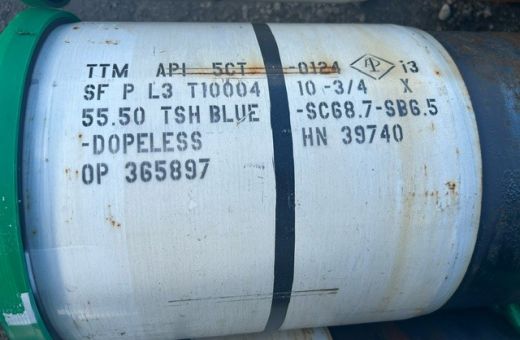 TTM API 5CT -0124 i3
SF P L3 T10004 10-3/4 X
55.50 TSH BLUE -SC68.7-SB6.5
-DOPELESS HN 39740
OP 365897